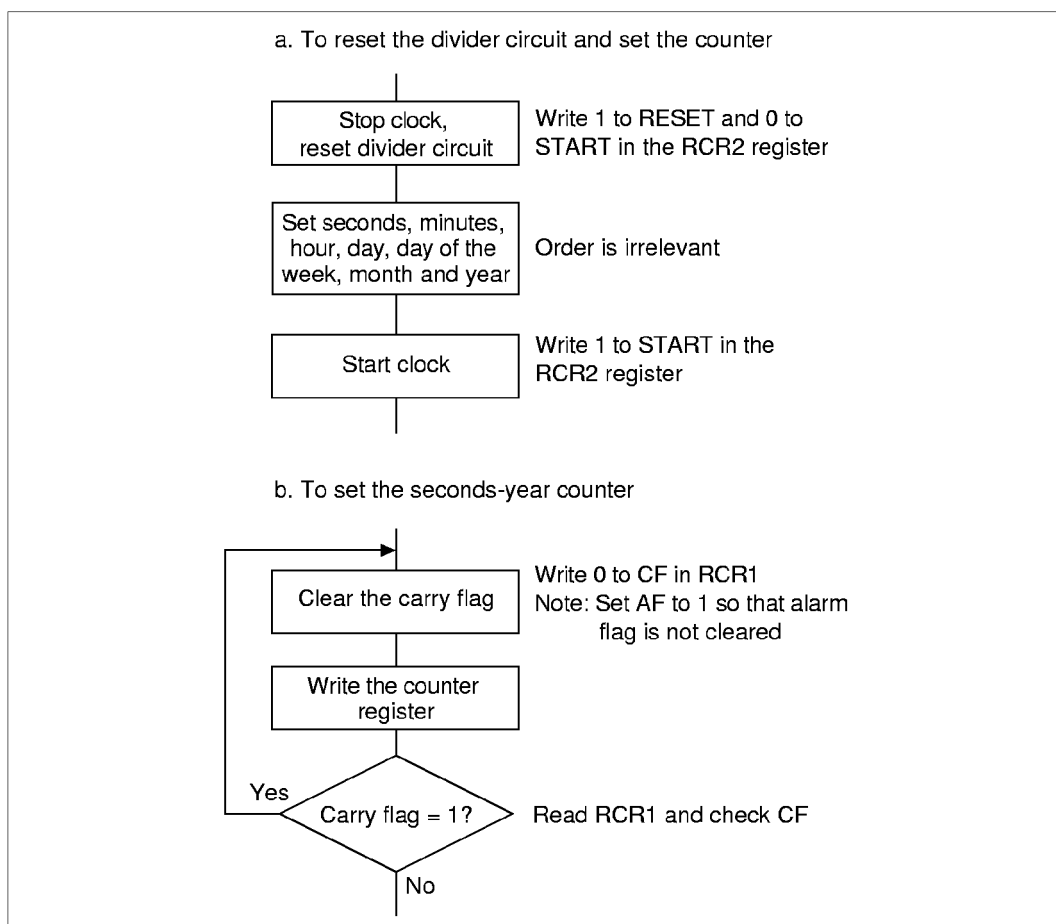 a. To reset the divider circuit and set the counter
Stop clock,
reset divider circuit
Write 1 to RESET and 0 to
START in the RCR2 register
Set seconds, minutes,
hour, day, day of the
week, month and year
Order is irrelevant
Start clock
Write 1 to START in the
RCR2 register
b. To set the seconds-year counter
Clear the carry flag
Write 0 to CF in RCR1
Note: Set AF to 1 so that alarm
flag is not cleared
Write the counter
register
Yes
Carry flag = 1?
Read RCR1 and check CF
No